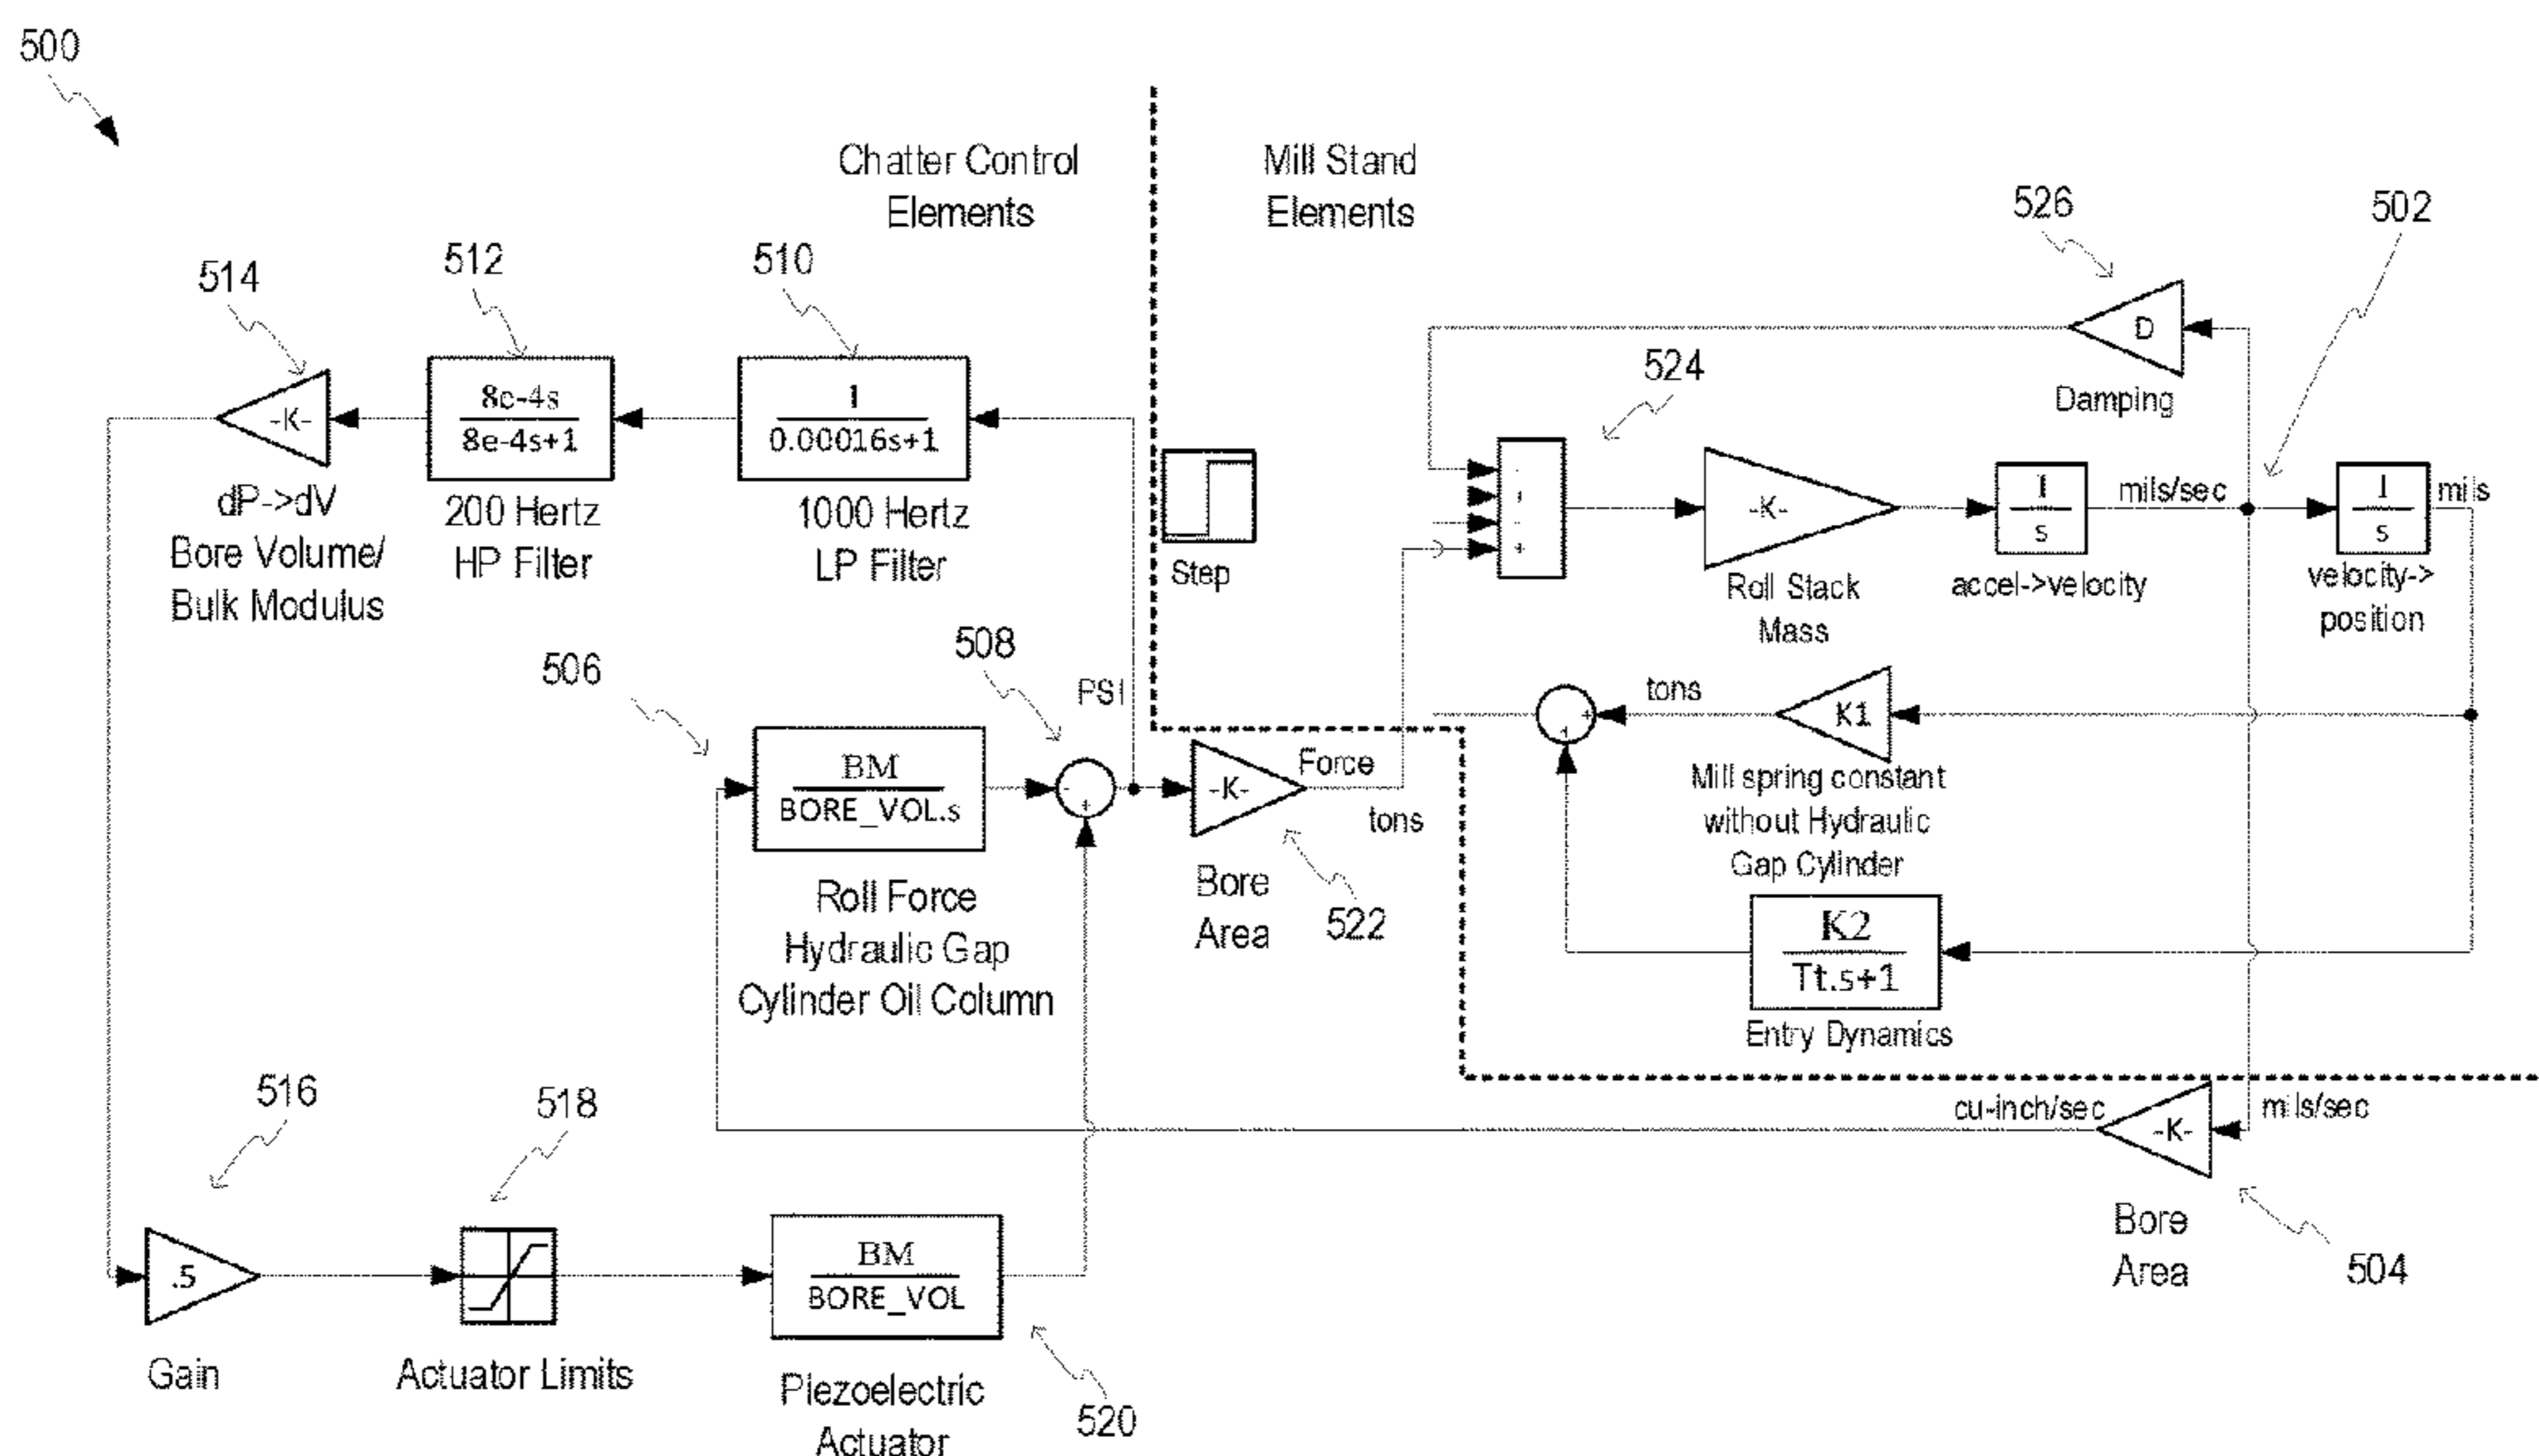 500
Chatter Control
Elements
Mill Stand
Elements
526
502
514
512
510
524
D
Damping
-K-
8e-4s
8e-4s+1
1
0.00016s+1
dP->dV
Bore Volume/
Bulk Modulus
200 Hertz
HP Filter
1000 Hertz
LP Filter
Step
-K-
Roll Stack
Mass
1
s
accel->velocity
mils/sec
1
s
mils
velocity->
position
506
508
PSI
BM
BORE_VOL.s
Roll Force
Hydraulic Gap
Cylinder Oil Column
-
+
-K-
Force
tons
Bore
Area
522
+
+
tons
K1
Mill spring constant
without Hydraulic
Gap Cylinder
K2
Tt.s+1
Entry Dynamics
516
518
cu-inch/sec
-K-
mils/sec
Bore
Area
504
.5
Gain
Actuator Limits
BM
BORE_VOL
Piezoelectric
Actuator
520